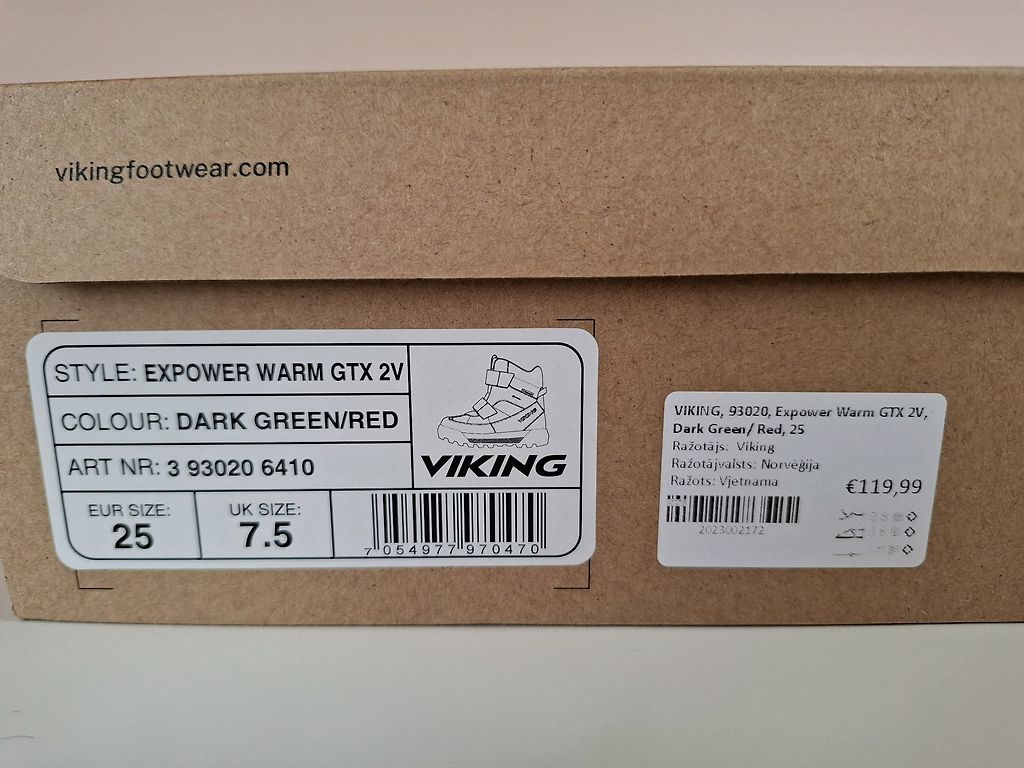 vikingfootwear.com
STYLE: EXPOWER WARM GTX 2V
COLOUR: DARK GREEN/RED
ART NR: 3 93020 6410
VIKING
EUR SIZE:
25
UK SIZE:
7.5
7 054977 970470
VIKING, 93020, Expower Warm GTX 2V,
Dark Green/ Red, 25
Ražotājs: Viking
Ražotājvalsts: Norvēģija
Ražots: Vjetnama
€119,99
2023002172